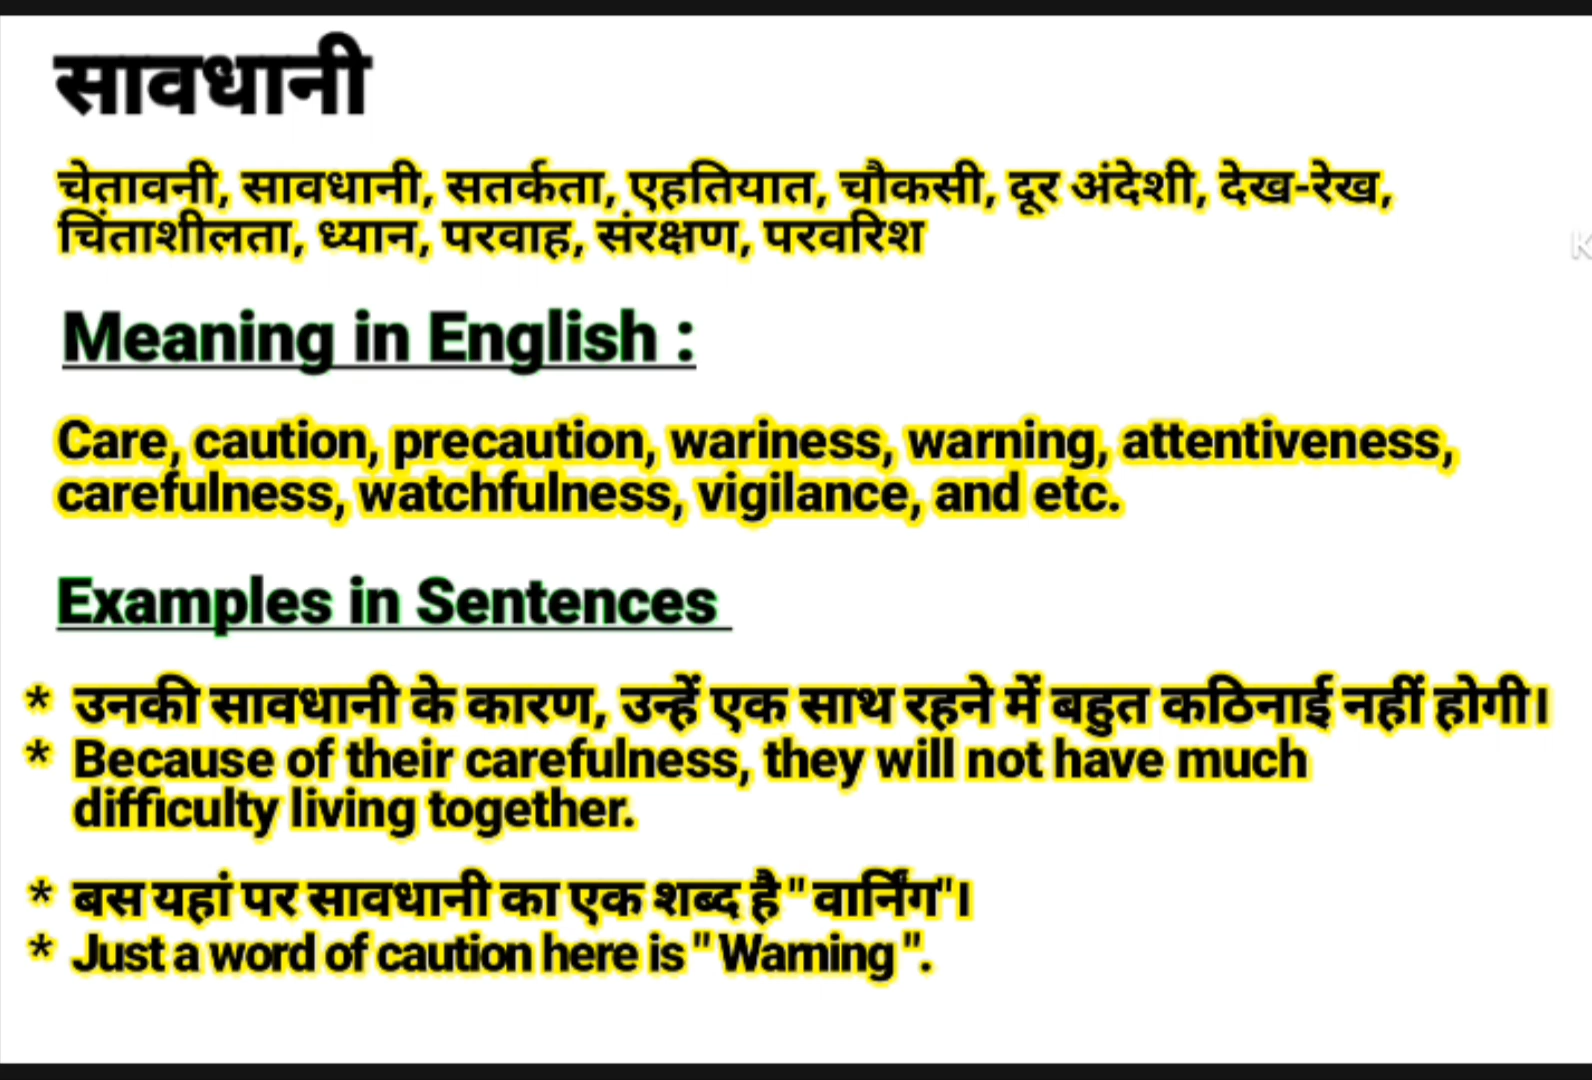 सावधानी
चेतावनी, सावधानी, सतर्कता, एहतियात, चौकसी, दूर अंदेशी, देख-रेख,
चिंताशीलता, ध्यान, परवाह, संरक्षण, परवरिश
K
Meaning in English :
Care, caution, precaution, wariness, warning, attentiveness,
carefulness, watchfulness, vigilance, and etc.
Examples in Sentences
* उनकी सावधानी के कारण, उन्हें एक साथ रहने में बहुत कठिनाई नहीं होगी।
* Because of their carefulness, they will not have much
difficulty living together.
* बस यहां पर सावधानी का एक शब्द है " वार्निंग"।
* Just a word of caution here is " Warning ".